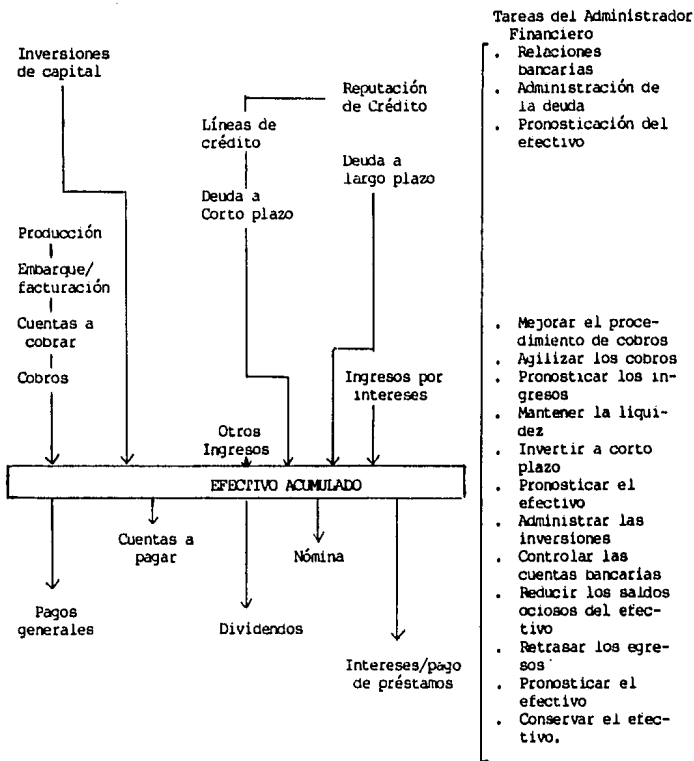 Tareas del Administrador
Financiero
. Relaciones
bancarias
. Administración de
la deuda
. Pronosticación del
efectivo
Inversiones
de capital
Reputación
de Crédito
Líneas de
crédito
Deuda a
largo plazo
Deuda a
Corto plazo
Producción
Embarque/
facturación
Cuentas a
cobrar
Cobros
Ingresos por
intereses
Otros
Ingresos
EFECTIVO ACUMULADO
Cuentas a
pagar
Nómina
Pagos
generales
Dividendos
Intereses/pago
de préstamos
. Mejorar el proce-
dimiento de cobros
. Agilizar los cobros
. Pronosticar los in-
gresos
. Mantener la liqui-
dez
. Invertir a corto
plazo
. Pronosticar el
efectivo
. Administrar las
inversiones
. Controlar las
cuentas bancarias
. Reducir los saldos
ociosos del efec-
tivo
. Retrasar los egre-
sos
. Pronosticar el
efectivo
. Conservar el efec-
tivo.